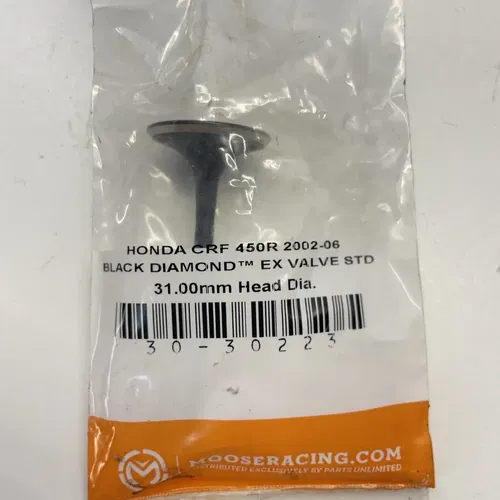 HONDA CRF 450R 2002-06
BLACK DIAMOND™ EX VALVE STD
31.00mm Head Dia.
30-30223
MOOSERACING.COM
DISTRIBUTED EXCLUSIVELY BY PARTS UNLIMITED